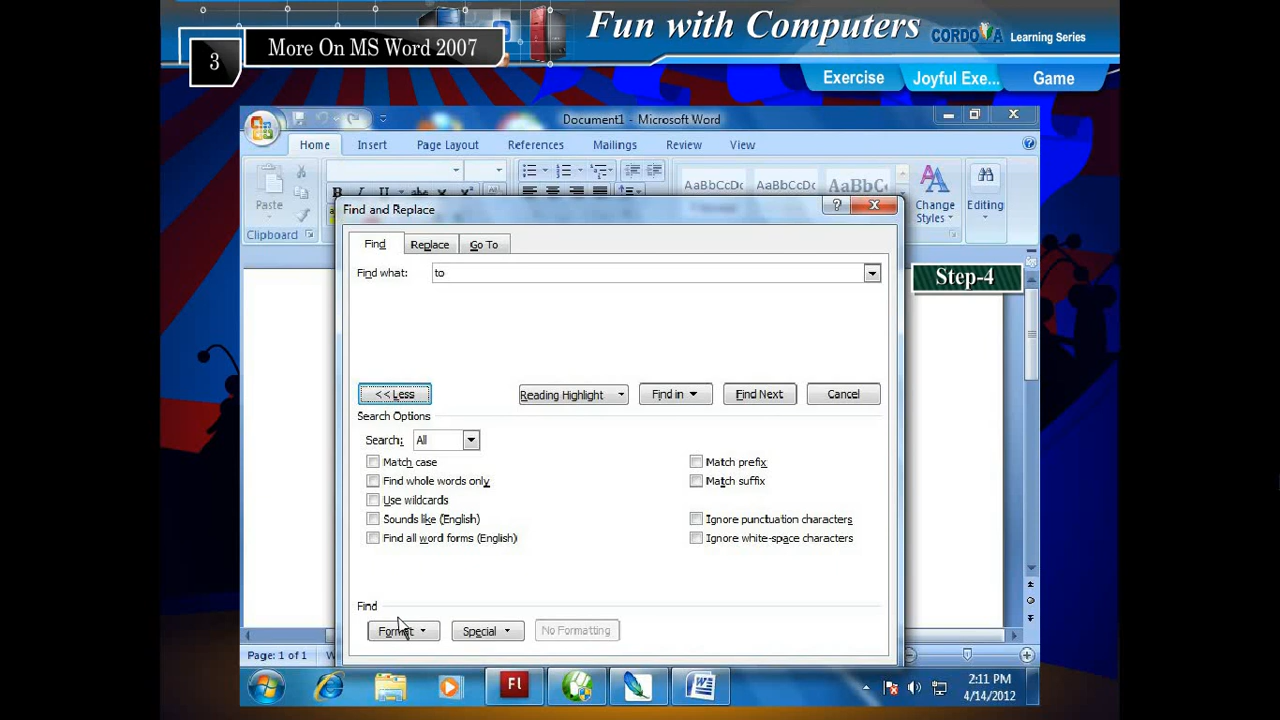 3
More On MS Word 2007
Fun with Computers
CORDOVA Learning Series
Exercise
Joyful Exe...
Game
Document1 - Microsoft Word
Home Insert Page Layout References Mailings Review View
Paste
Clipboard
AaBbCcDc AaBbCcDc AaBbC
Change Styles
Editing
Find and Replace
Find Replace Go To
Find what: to
Step-4
<< Less Reading Highlight Find in Find Next Cancel
Search Options
Search: All
Match case
Find whole words only
Use wildcards
Sounds like (English)
Find all word forms (English)
Match prefix
Match suffix
Ignore punctuation characters
Ignore white-space characters
Find
Format Special No Formatting
Page: 1 of 1
Fl
2:11 PM
4/14/2012